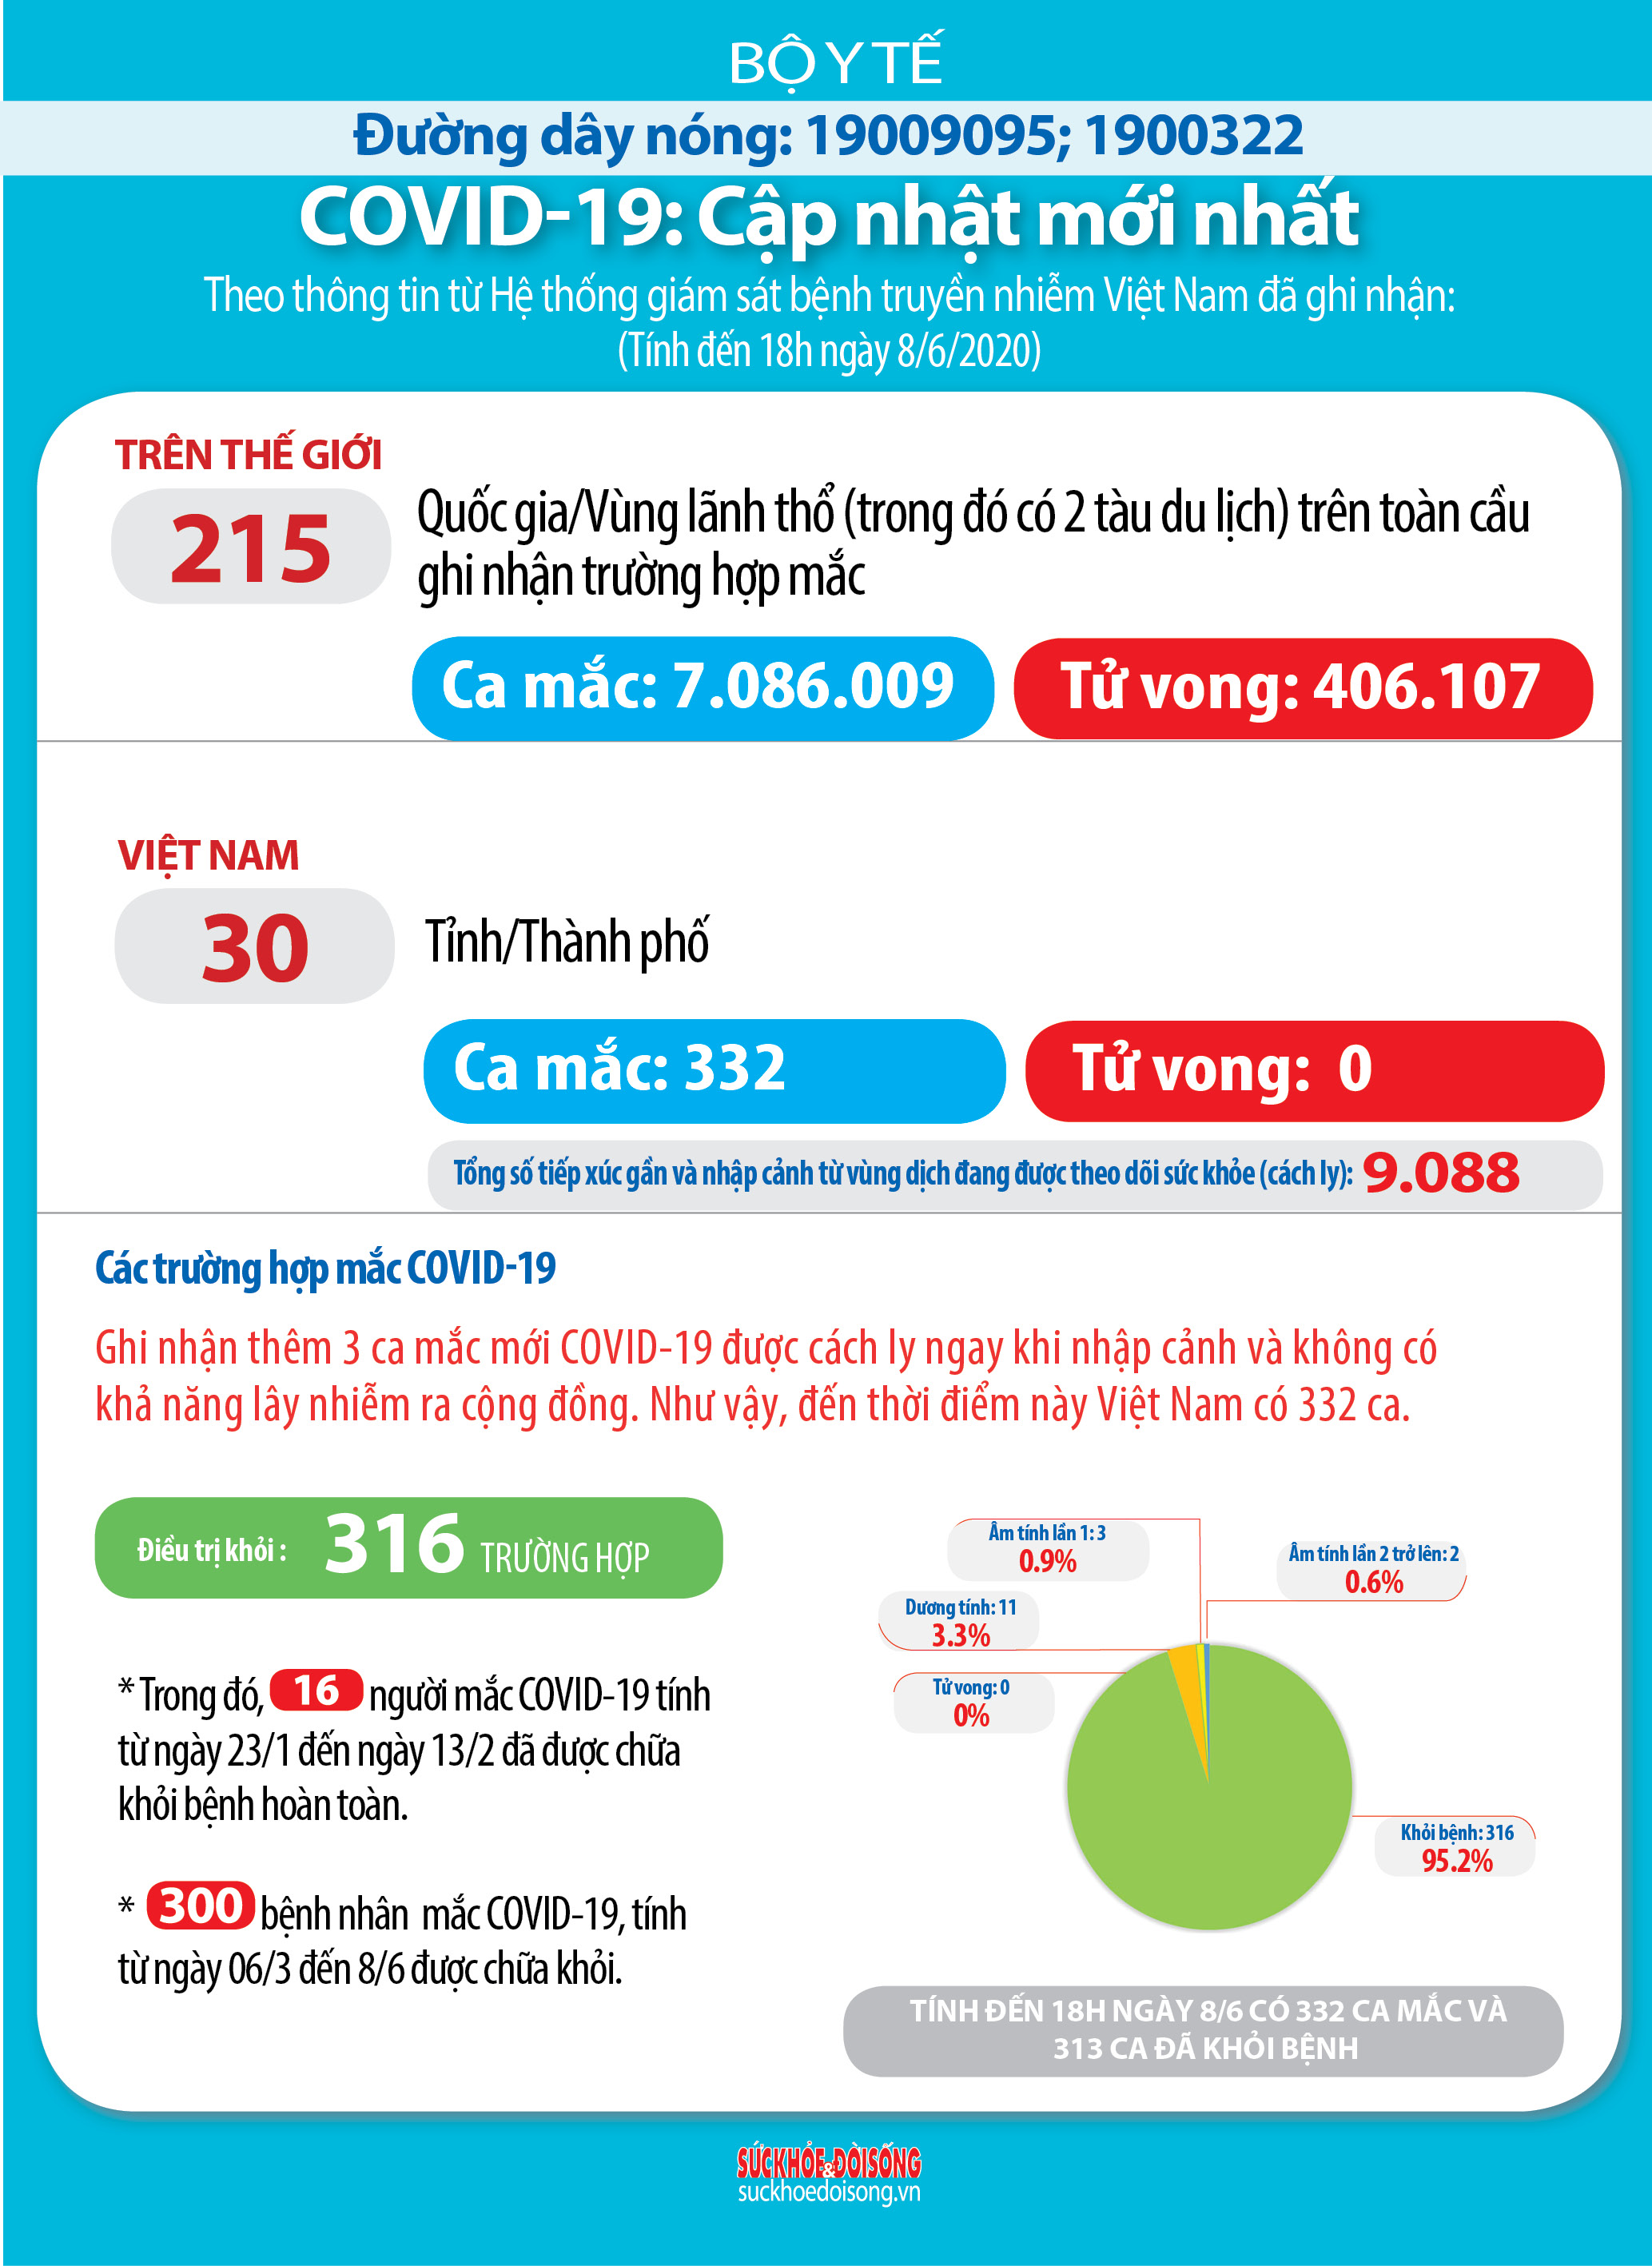 BỘ Y TẾ
Đường dây nóng: 19009095; 1900322
COVID-19: Cập nhật mới nhất
Theo thông tin từ Hệ thống giám sát bệnh truyền nhiễm Việt Nam đã ghi nhận:
(Tính đến 18h ngày 8/6/2020)
TRÊN THẾ GIỚI
215
Quốc gia/Vùng lãnh thổ (trong đó có 2 tàu du lịch) trên toàn cầu
ghi nhận trường hợp mắc
Ca mắc: 7.086.009
Tử vong: 406.107
VIỆT NAM
30
Tỉnh/Thành phố
Ca mắc: 332
Tử vong: 0
Tổng số tiếp xúc gần và nhập cảnh từ vùng dịch đang được theo dõi sức khỏe (cách ly): 9.088
Các trường hợp mắc COVID-19
Ghi nhận thêm 3 ca mắc mới COVID-19 được cách ly ngay khi nhập cảnh và không có
khả năng lây nhiễm ra cộng đồng. Như vậy, đến thời điểm này Việt Nam có 332 ca.
Điều trị khỏi : 316 TRƯỜNG HỢP
* Trong đó, 16 người mắc COVID-19 tính
từ ngày 23/1 đến ngày 13/2 đã được chữa
khỏi bệnh hoàn toàn.
* 300 bệnh nhân mắc COVID-19, tính
từ ngày 06/3 đến 8/6 được chữa khỏi.
Âm tính lần 1: 3
0.9%
Âm tính lần 2 trở lên: 2
0.6%
Dương tính: 11
3.3%
Tử vong: 0
0%
Khỏi bệnh: 316
95.2%
TÍNH ĐẾN 18H NGÀY 8/6 CÓ 332 CA MẮC VÀ
313 CA ĐÃ KHỎI BỆNH
SỨC KHỎE & ĐỜI SỐNG
suckhoedoisong.vn